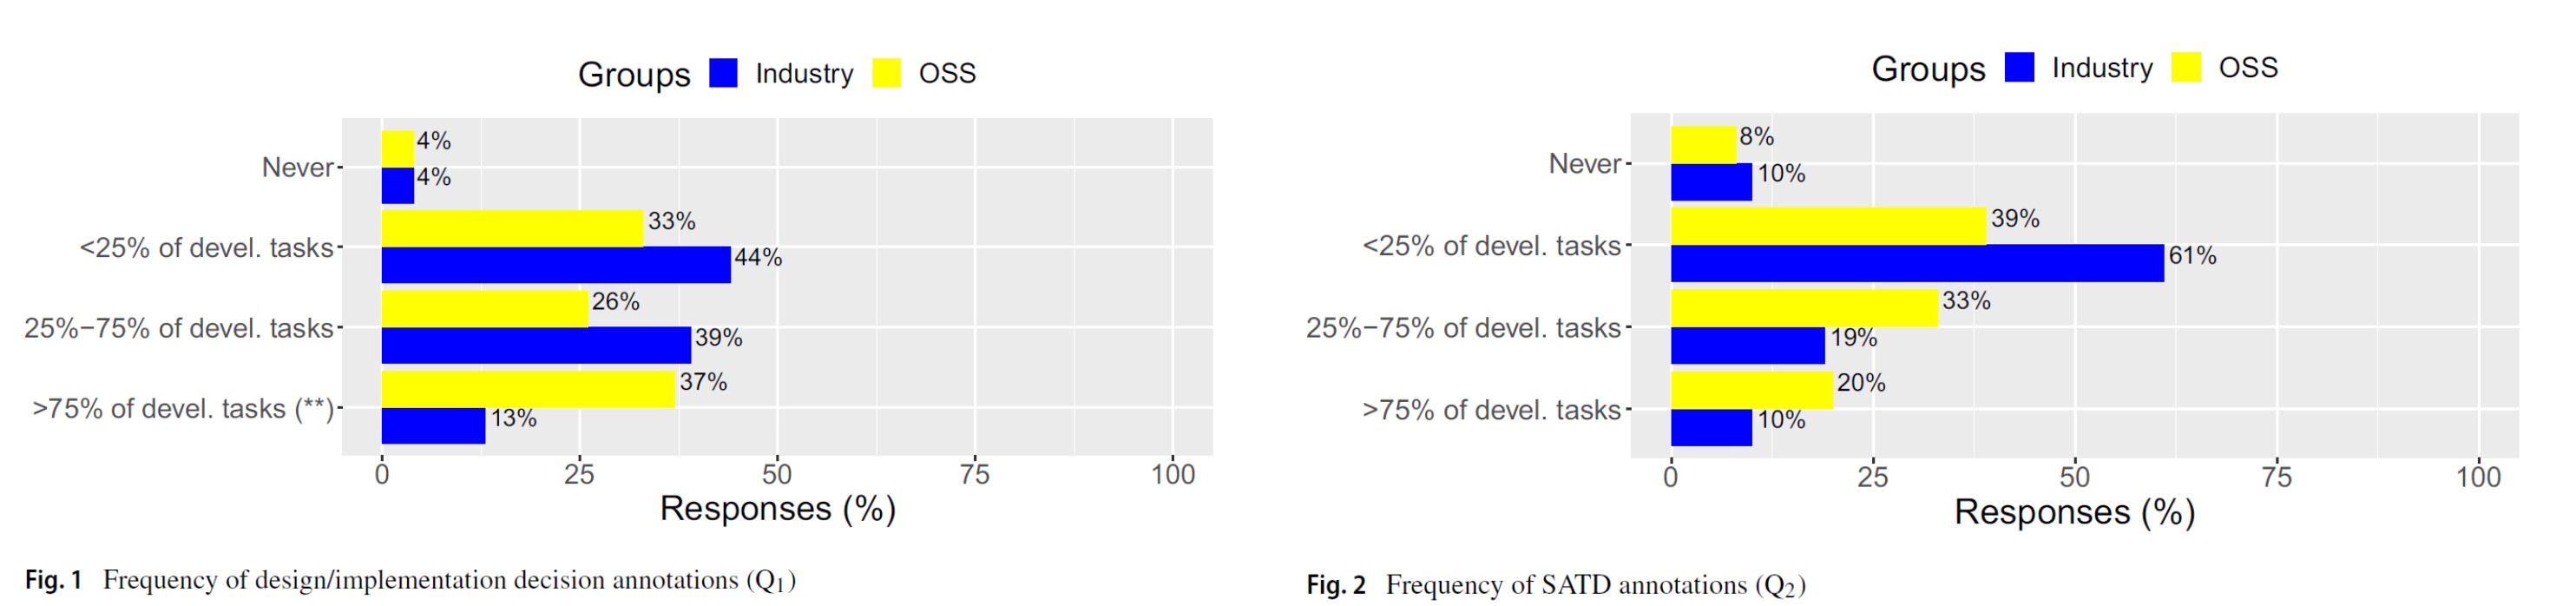 Groups Industry OSS
Never
4%
4%
<25% of devel. tasks
33%
44%
25%−75% of devel. tasks
26%
39%
>75% of devel. tasks (**)
37%
13%
0 25 50 75 100
Responses (%)
Fig. 1 Frequency of design/implementation decision annotations (Q1)
Groups Industry OSS
Never
8%
10%
<25% of devel. tasks
39%
61%
25%−75% of devel. tasks
33%
19%
>75% of devel. tasks
20%
10%
0 25 50 75 100
Responses (%)
Fig. 2 Frequency of SATD annotations (Q2)